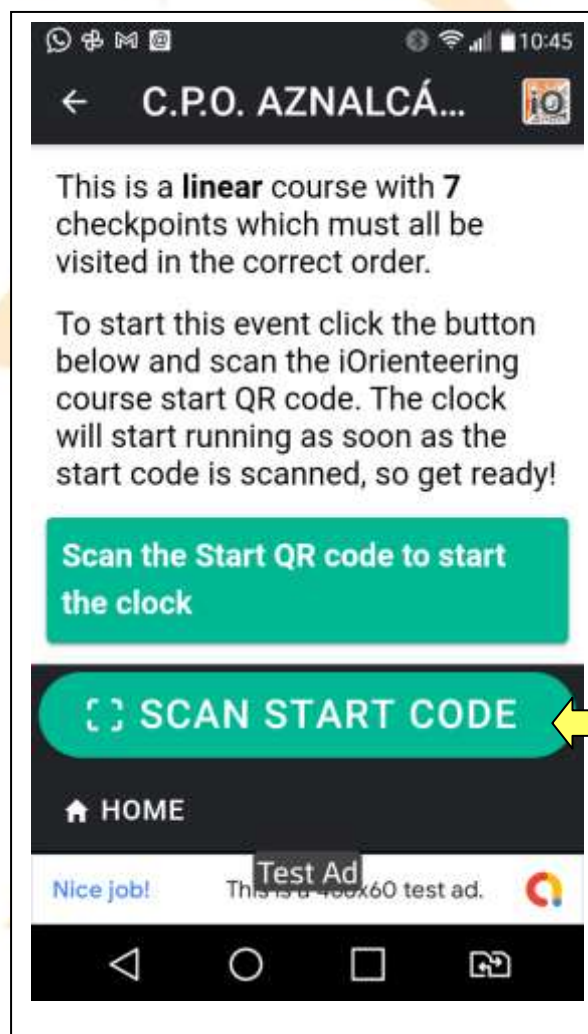 10:45
C.P.O. AZNALCÁ...
iO
This is a linear course with 7
checkpoints which must all be
visited in the correct order.
To start this event click the button
below and scan the iOrienteering
course start QR code. The clock
will start running as soon as the
start code is scanned, so get ready!
Scan the Start QR code to start
the clock
SCAN START CODE
HOME
Test Ad
Nice job! This is a 468x60 test ad.